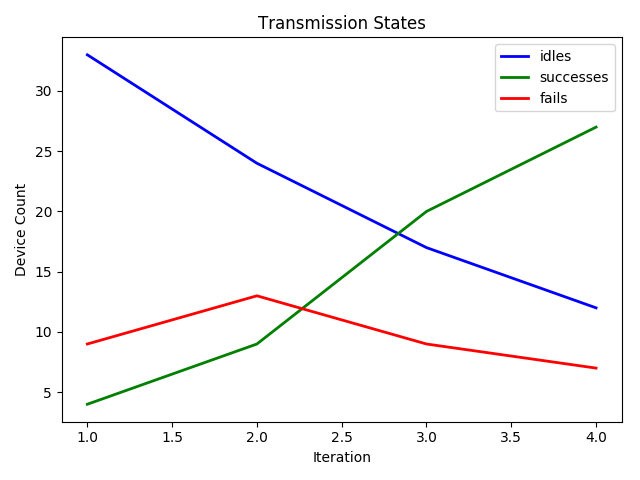 Transmission States
idles
successes
fails
Device Count
30
25
20
15
10
5
1.0 1.5 2.0 2.5 3.0 3.5 4.0
Iteration